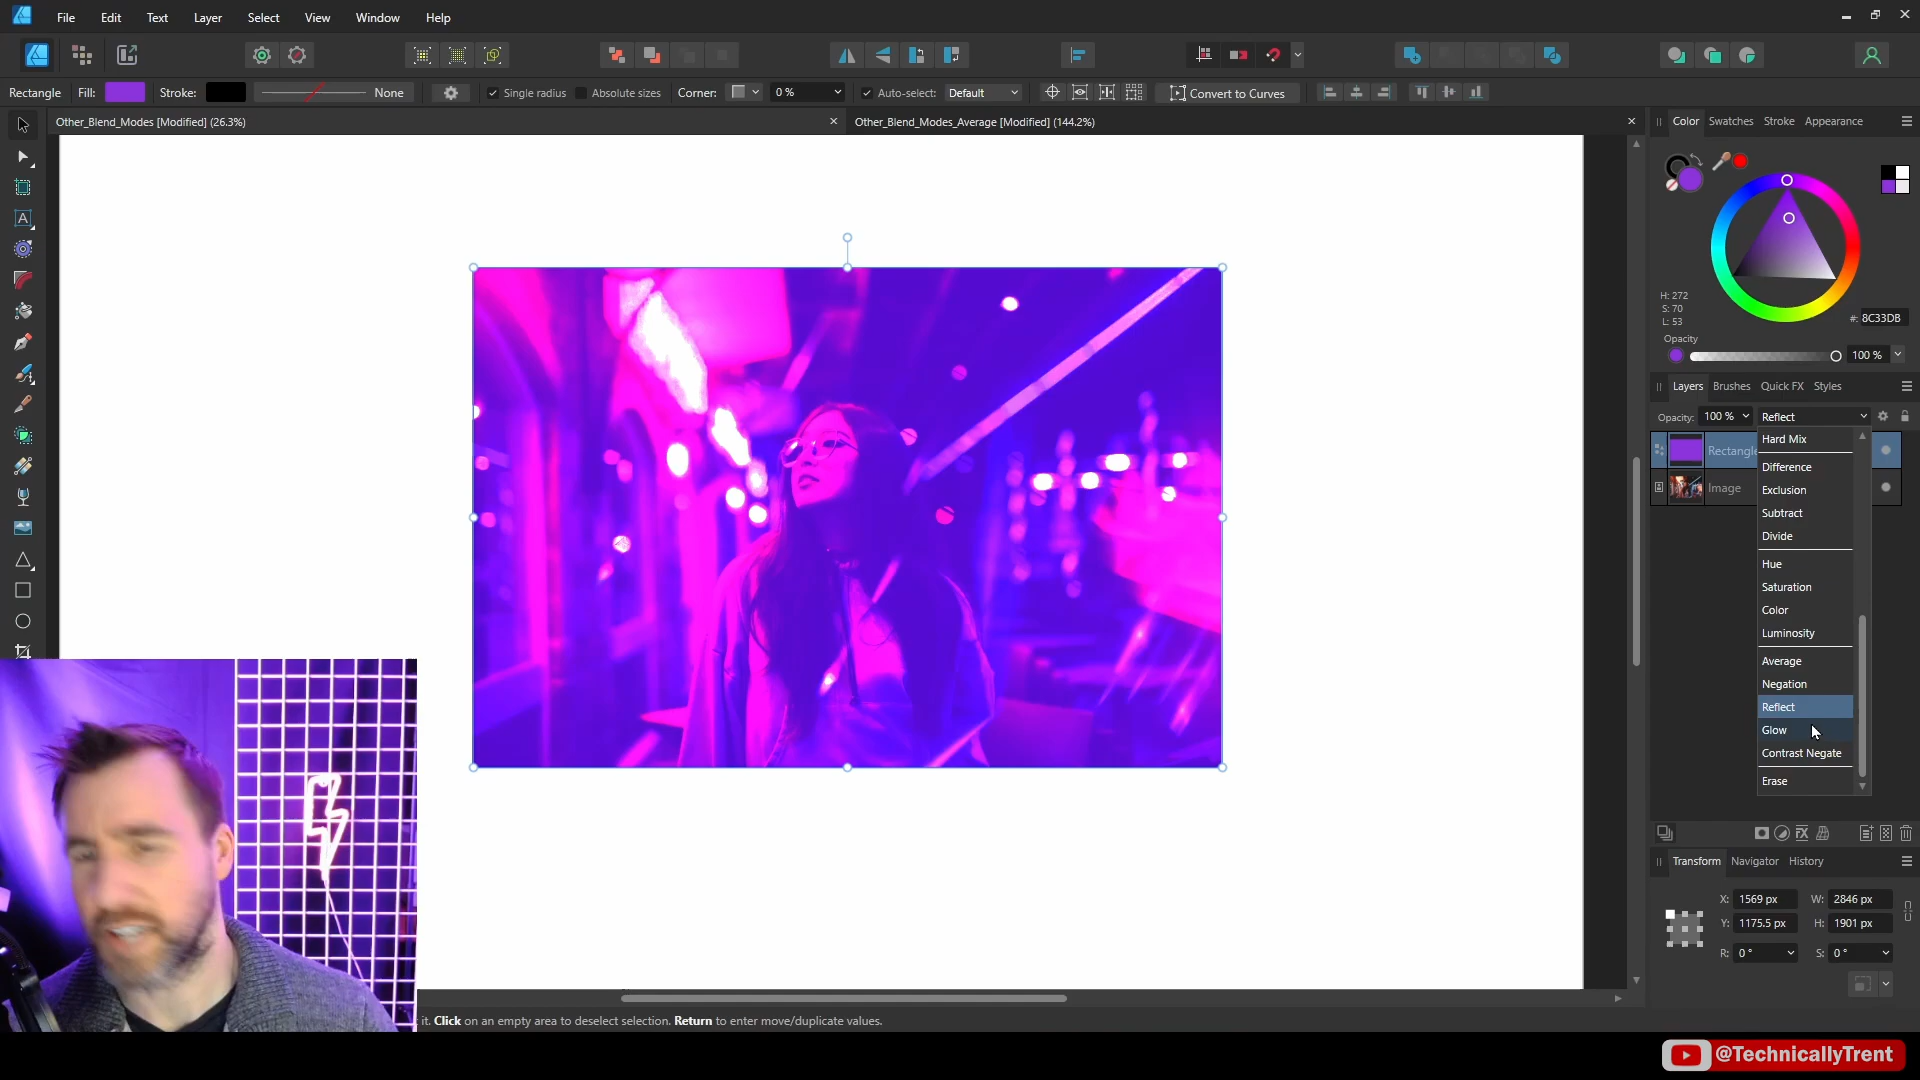 File Edit Text Layer Select View Window Help
Rectangle Fill: Stroke: None Single radius Absolute sizes Corner: 0 % Auto-select: Default Convert to Curves
Other_Blend_Modes [Modified] (26.3%)
Other_Blend_Modes_Average [Modified] (144.2%)
Color Swatches Stroke Appearance
H: 272
S: 70
L: 53
#: 8C33DB
Opacity
100 %
Layers Brushes Quick FX Styles
Opacity: 100 % Reflect
Rectangle
Image
Hard Mix
Difference
Exclusion
Subtract
Divide
Hue
Saturation
Color
Luminosity
Average
Negation
Reflect
Glow
Contrast Negate
Erase
Transform Navigator History
X: 1569 px W: 2846 px
Y: 1175.5 px H: 1901 px
R: 0 ° S: 0 °
it. Click on an empty area to deselect selection. Return to enter move/duplicate values.
@TechnicallyTrent